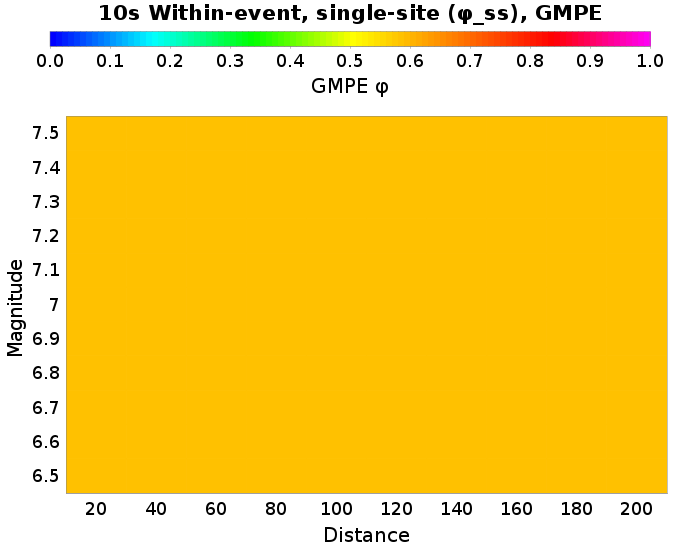 10s Within-event, single-site (φ_ss), GMPE
0.0 0.1 0.2 0.3 0.4 0.5 0.6 0.7 0.8 0.9 1.0
GMPE φ
7.5
7.4
7.3
7.2
7.1
7
6.9
6.8
6.7
6.6
6.5
Magnitude
20 40 60 80 100 120 140 160 180 200
Distance